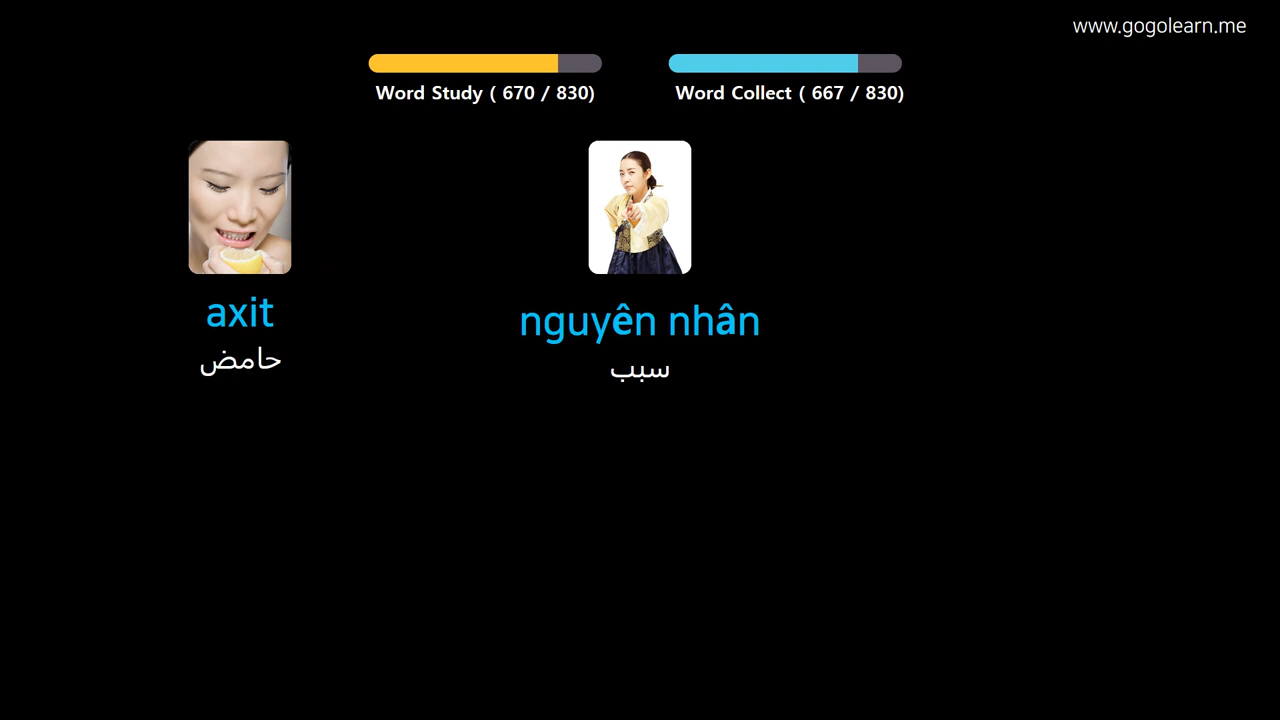 www.gogolearn.me
Word Study ( 670 / 830)
Word Collect ( 667 / 830)
axit
حامض
nguyên nhân
سبب